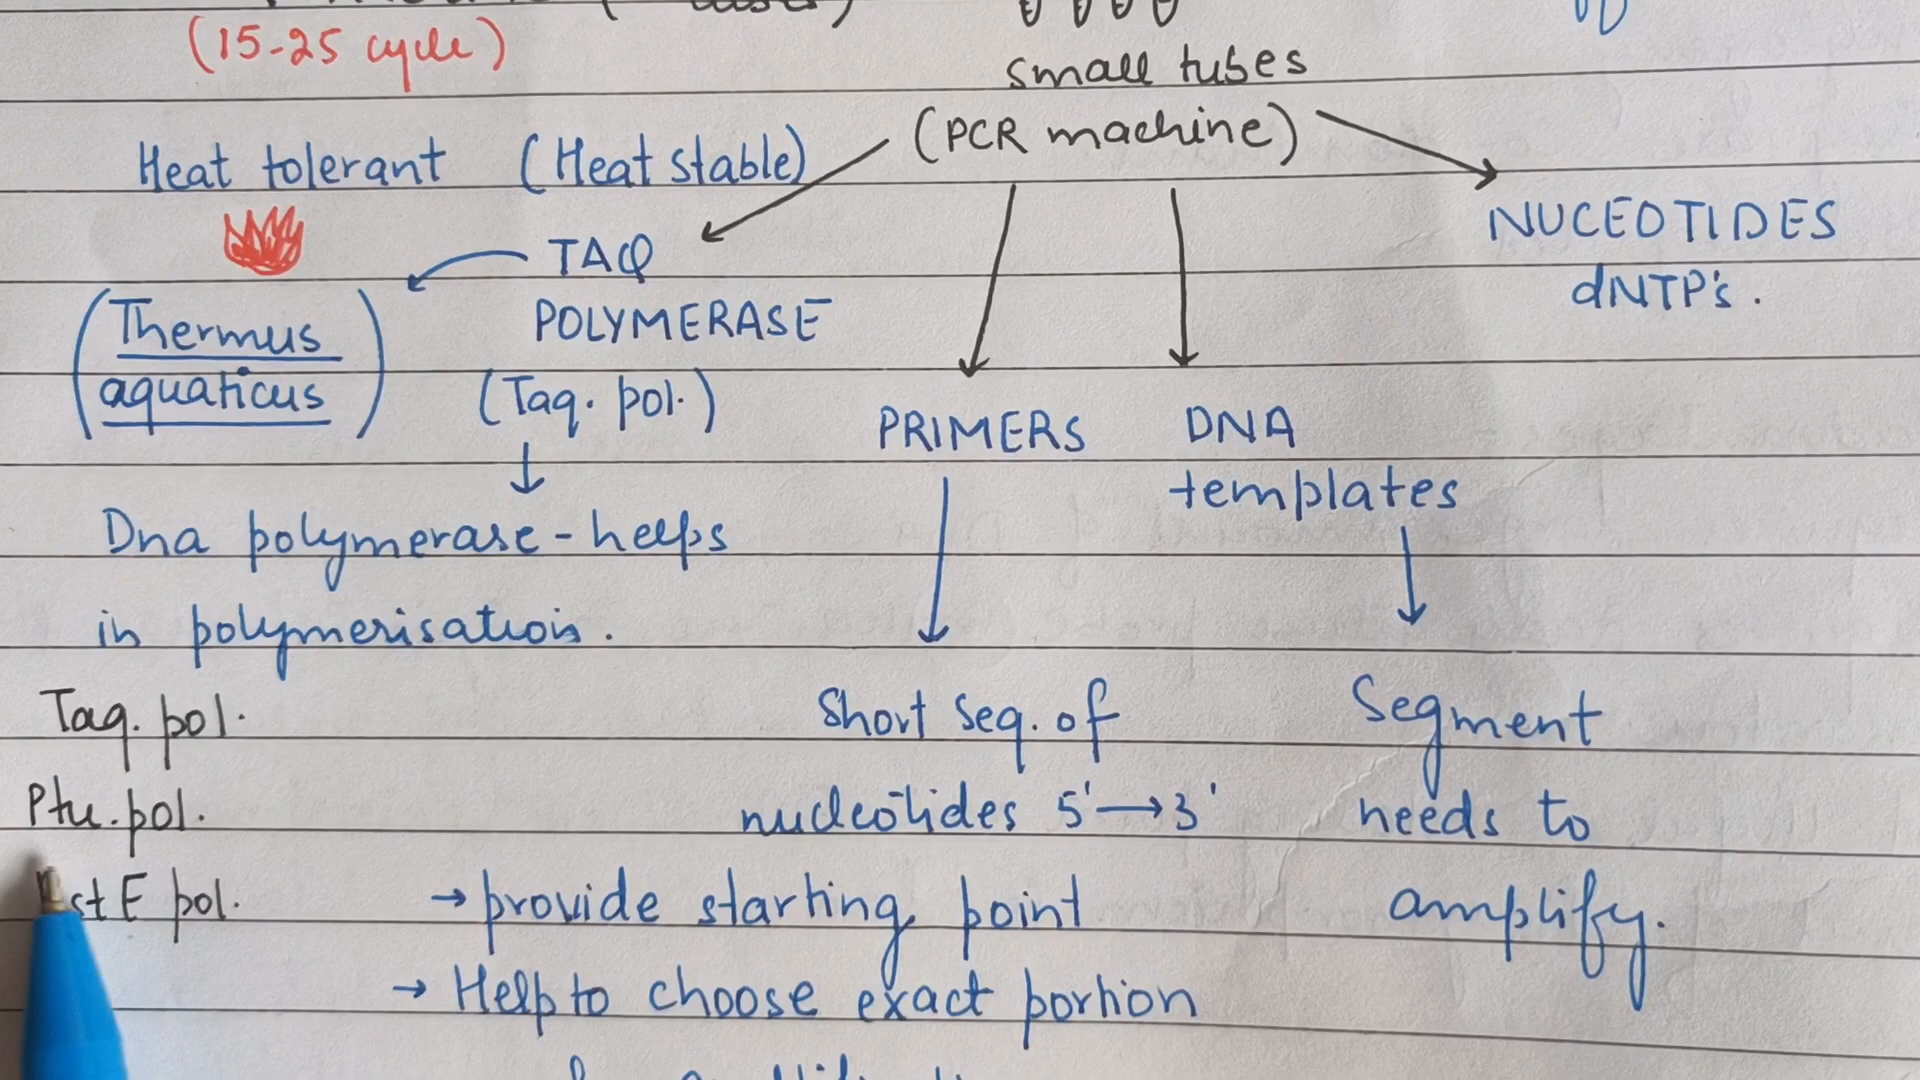 (15-25 cycle)
small tubes
(PCR machine)
Heat tolerant (Heat stable)
TAQ
POLYMERASE
(Taq. pol.)
(Thermus
aquaticus)
Dna polymerase - helps
in polymerisation.
Taq. pol.
Pfu. pol.
st E pol.
PRIMERS
Short seq. of
nucleotides 5' → 3'
→ provide starting point
→ Help to choose exact portion
DNA
templates
Segment
needs to
amplify.
NUCEOTIDES
dNTP's.